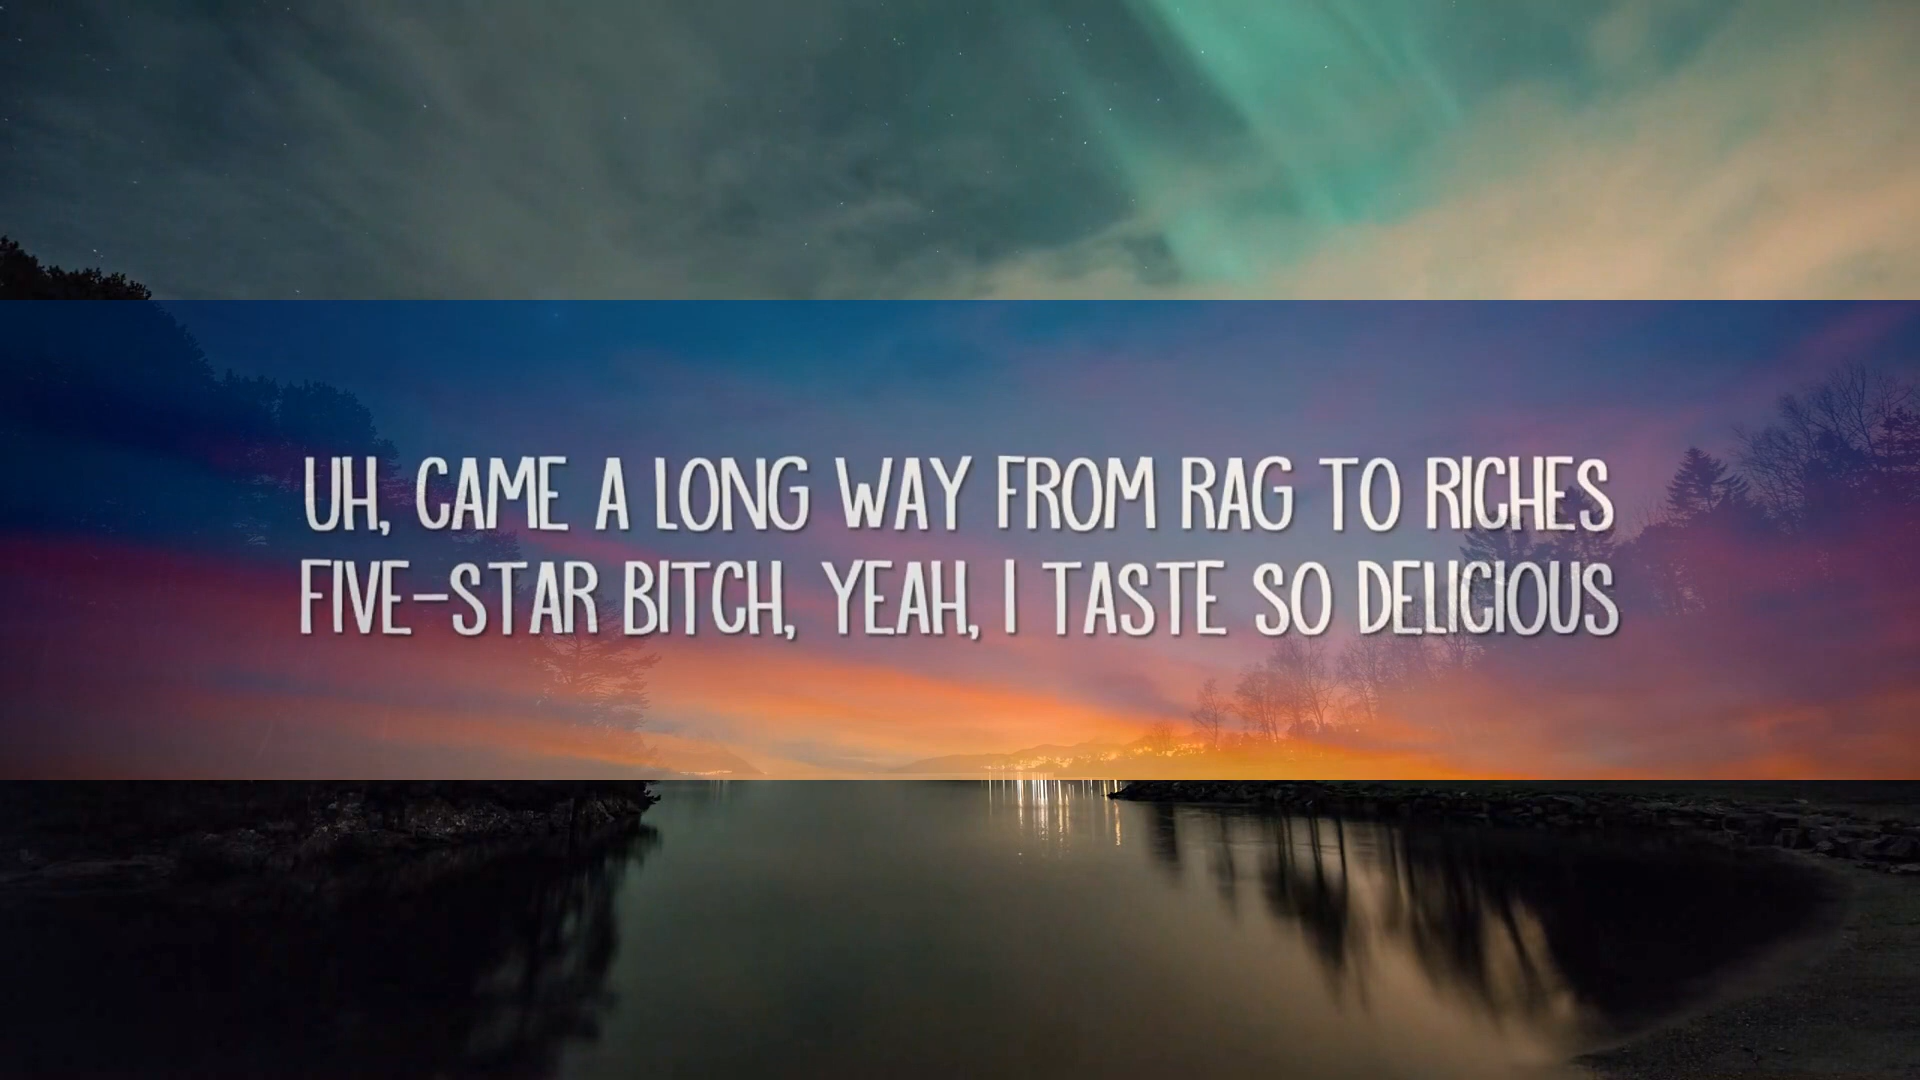 UH, CAME A LONG WAY FROM RAG TO RICHES
FIVE-STAR BITCH, YEAH, I TASTE SO DELICIOUS